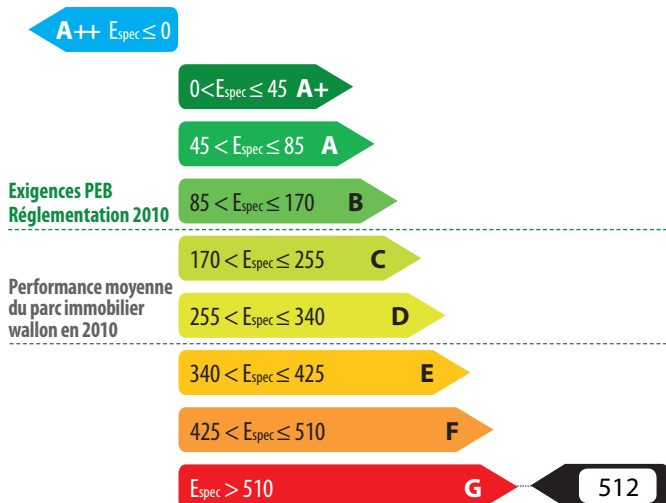 A++ Espec ≤ 0
0<Espec ≤ 45 A+
45 < Espec ≤ 85 A
Exigences PEB
Réglementation 2010
85 < Espec ≤ 170 B
170 < Espec ≤ 255 C
Performance moyenne
du parc immobilier
wallon en 2010
255 < Espec ≤ 340 D
340 < Espec ≤ 425 E
425 < Espec ≤ 510 F
Espec > 510 G 512